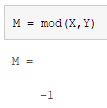 M = mod(X,Y)
M =
-1